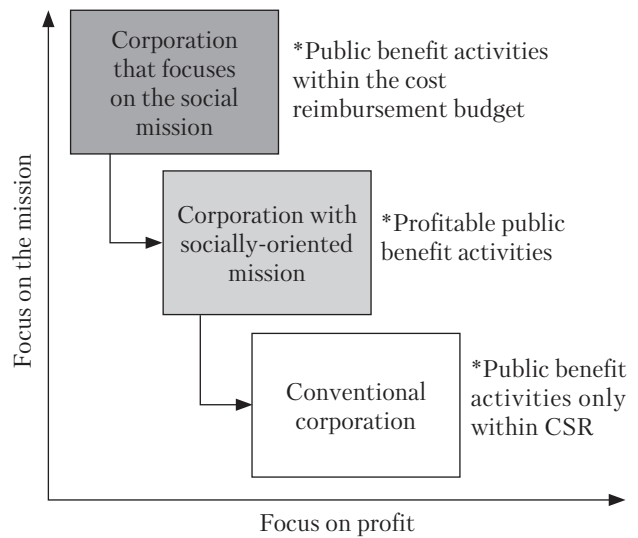 Corporation
that focuses
on the social
mission
*Public benefit activities
within the cost
reimbursement budget
Corporation with
socially-oriented
mission
*Profitable public
benefit activities
Conventional
corporation
*Public benefit
activities only
within CSR
Focus on the mission
Focus on profit